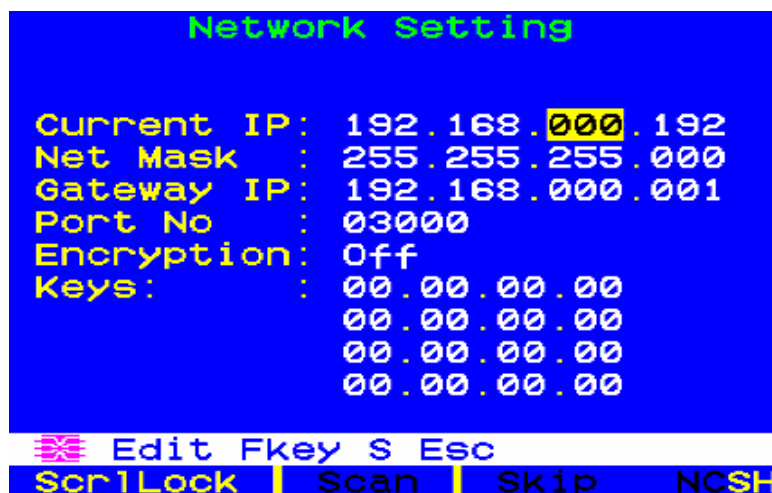 Network Setting
Current IP: 192.168.000.192
Net Mask : 255.255.255.000
Gateway IP: 192.168.000.001
Port No : 03000
Encryption: Off
Keys: : 00.00.00.00
00.00.00.00
00.00.00.00
00.00.00.00
Edit Fkey S Esc
ScrlLock Scan Skip NCSH